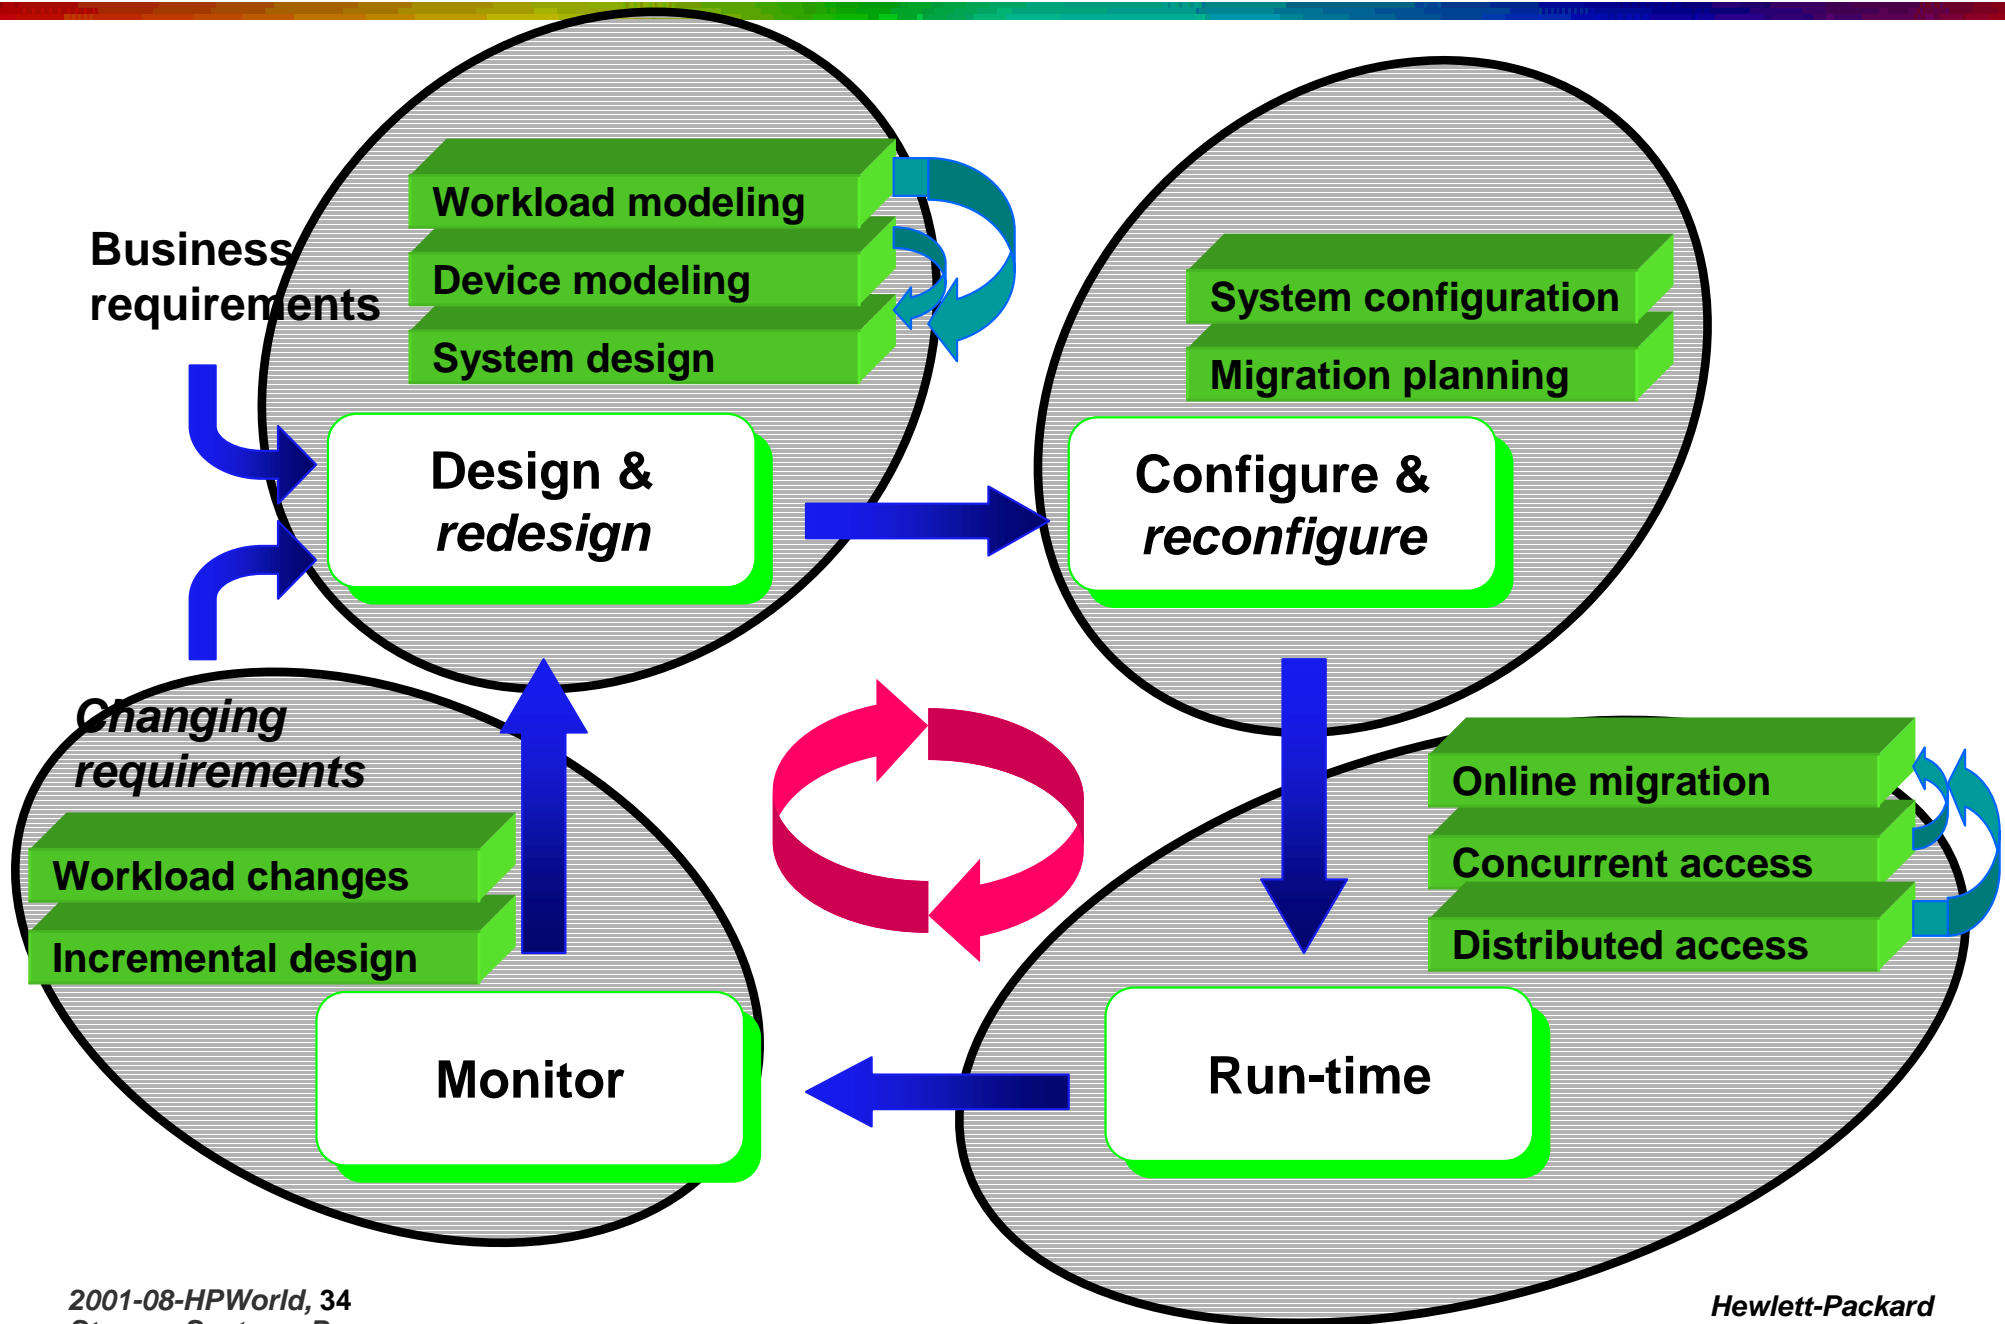 Workload modeling
Device modeling
System design
Business
requirements
Design &
redesign
System configuration
Migration planning
Configure &
reconfigure
Changing
requirements
Workload changes
Incremental design
Monitor
Online migration
Concurrent access
Distributed access
Run-time
2001-08-HPWorld, 34
Hewlett-Packard